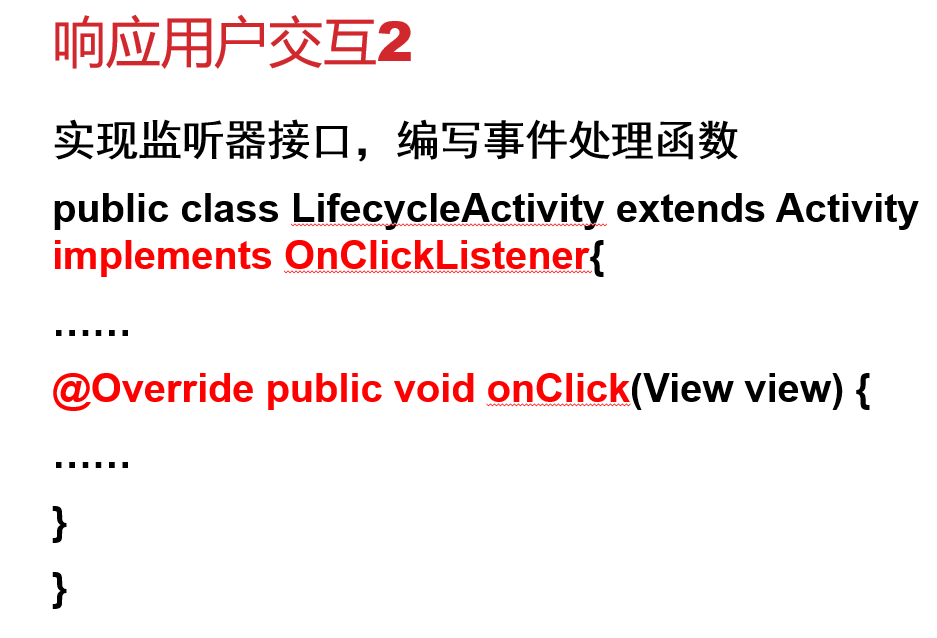 响应用户交互2
实现监听器接口，编写事件处理函数
public class LifecycleActivity extends Activity
implements OnClickListener{
……
@Override public void onClick(View view) {
……
}
}